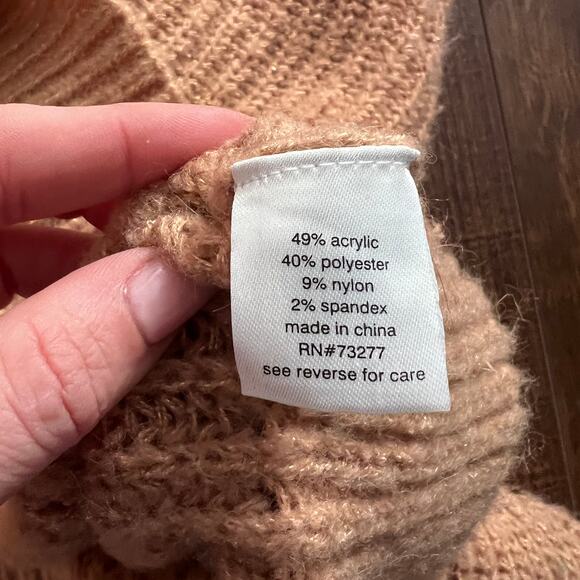 49% acrylic
40% polyester
9% nylon
2% spandex
made in china
RN#73277
see reverse for care